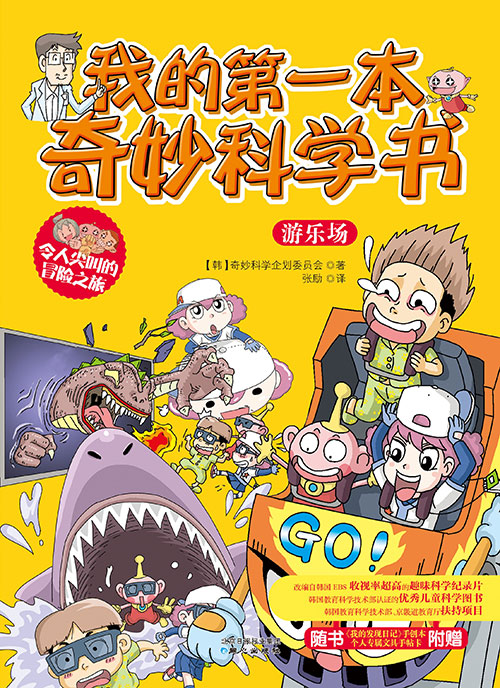 我的第一本
奇妙科学书
游乐场
令人尖叫的
冒险之旅
【韩】奇妙科学企划委员会 ◎ 著
张励 ◎ 译
GO!
改编自韩国EBS 收视率超高的趣味科学纪录片
韩国教育科学技术部认证的优秀儿童科学图书
韩国教育科学技术部、京畿道教育厅扶持项目
随书《我的发现日记》手创本
个人专属文具手帖卡 附赠